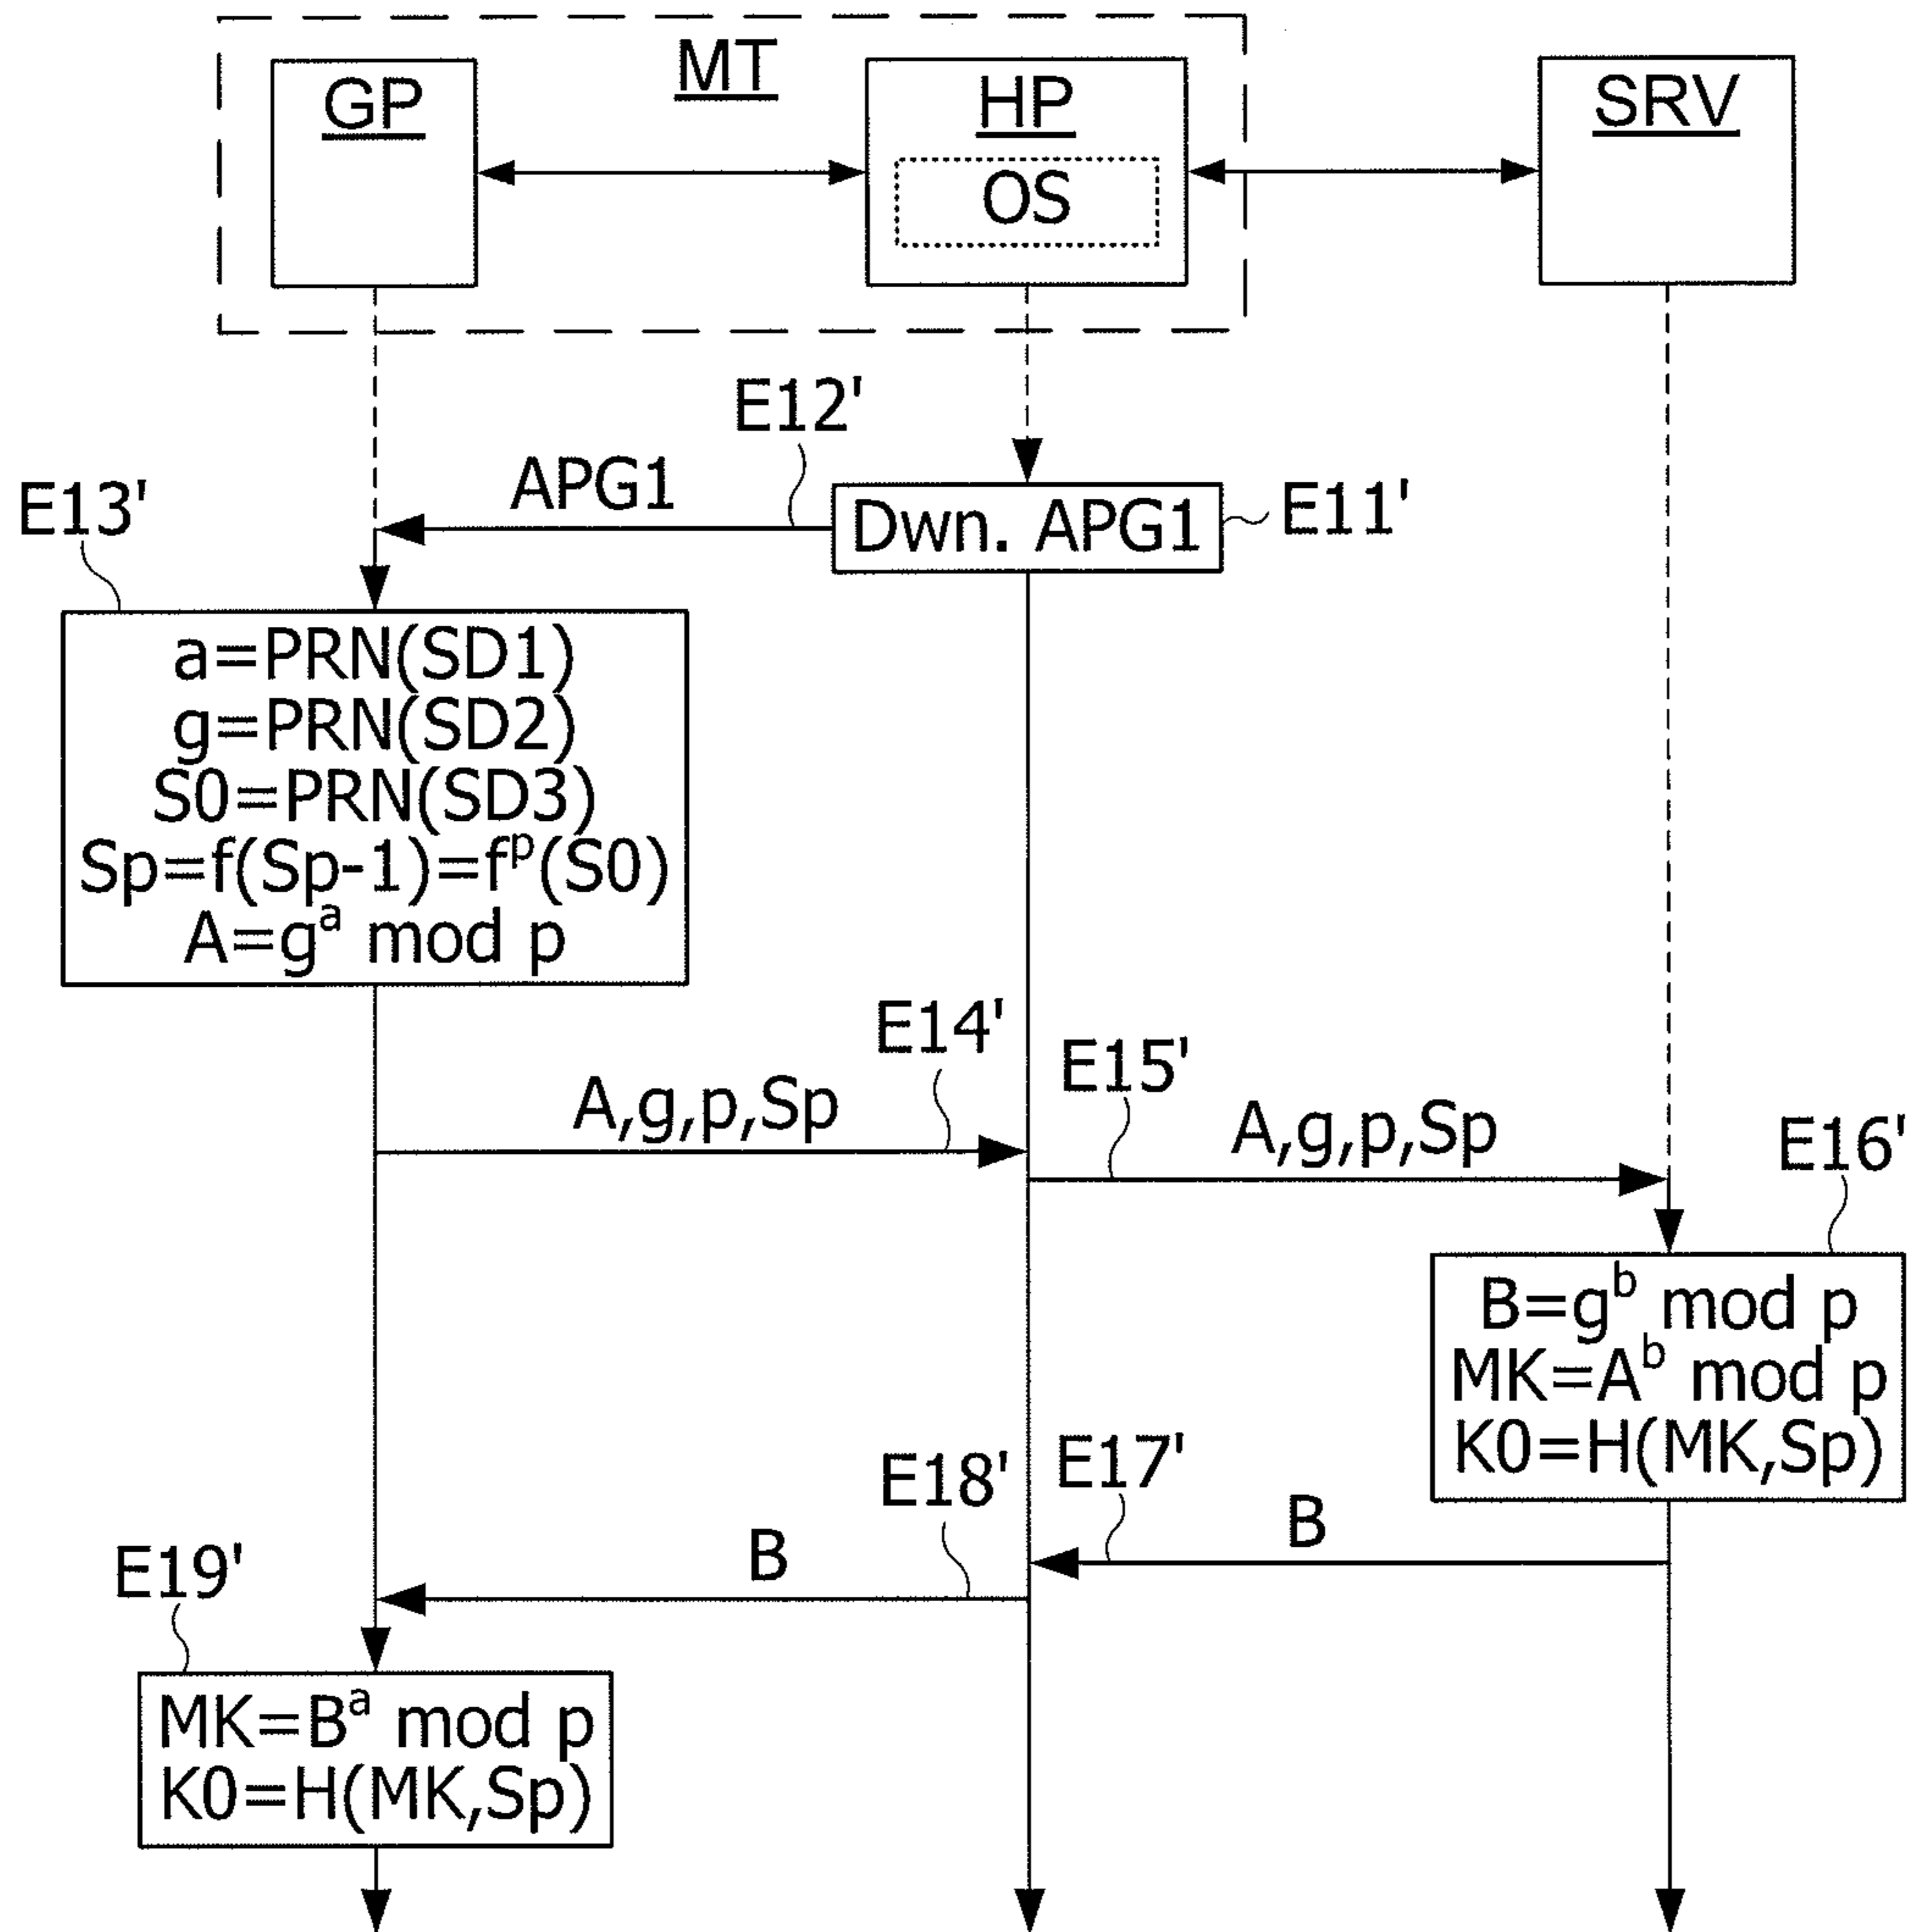 MT
GP
HP
SRV
OS
E12'
APG1
E13'
Dwn. APG1
E11'
a=PRN(SD1)
g=PRN(SD2)
S0=PRN(SD3)
Sp=f(Sp-1)=f^p(S0)
A=g^a mod p
E14'
A,g,p,Sp
E15'
A,g,p,Sp
E16'
B=g^b mod p
MK=A^b mod p
K0=H(MK,Sp)
E17'
B
E18'
B
E19'
MK=B^a mod p
K0=H(MK,Sp)